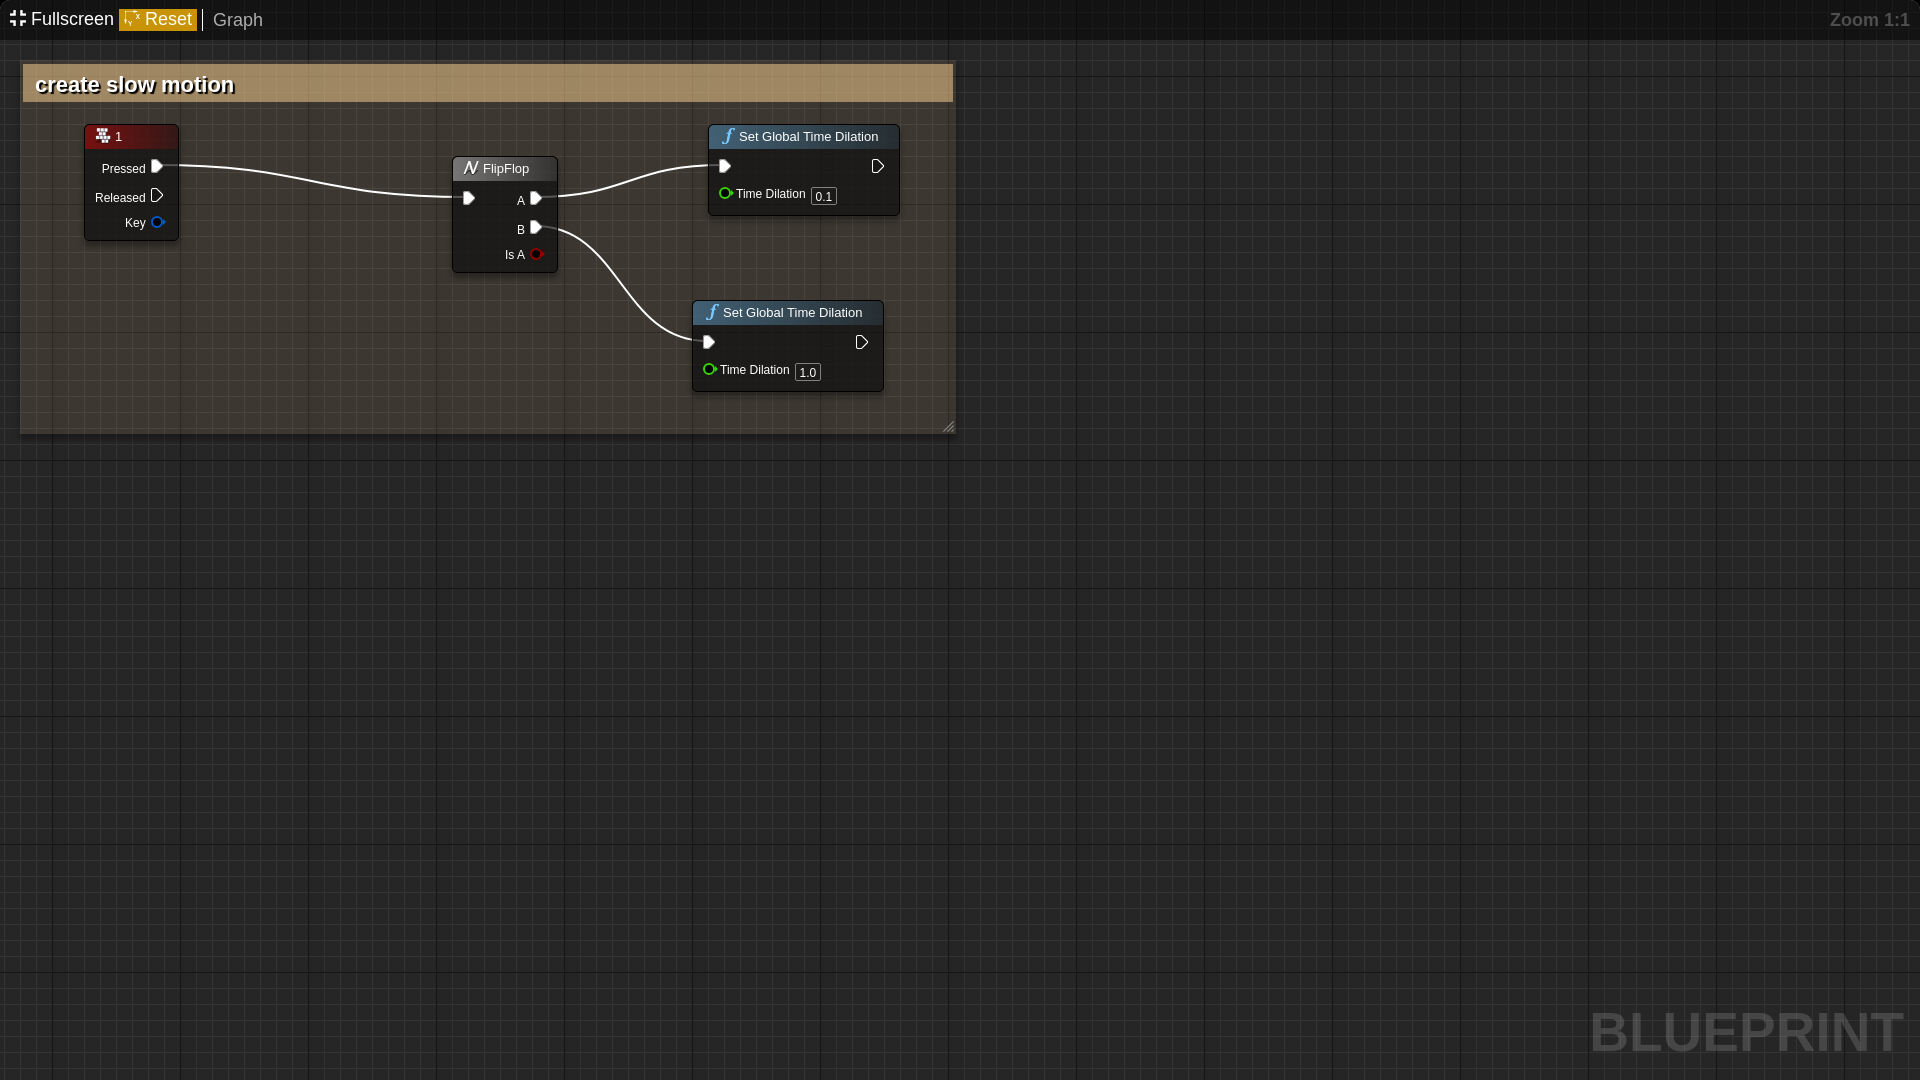 Fullscreen Reset Graph Zoom 1:1
create slow motion
1
Pressed
Released
Key
FlipFlop
A
B
Is A
Set Global Time Dilation
Time Dilation 0.1
Set Global Time Dilation
Time Dilation 1.0
BLUEPRINT